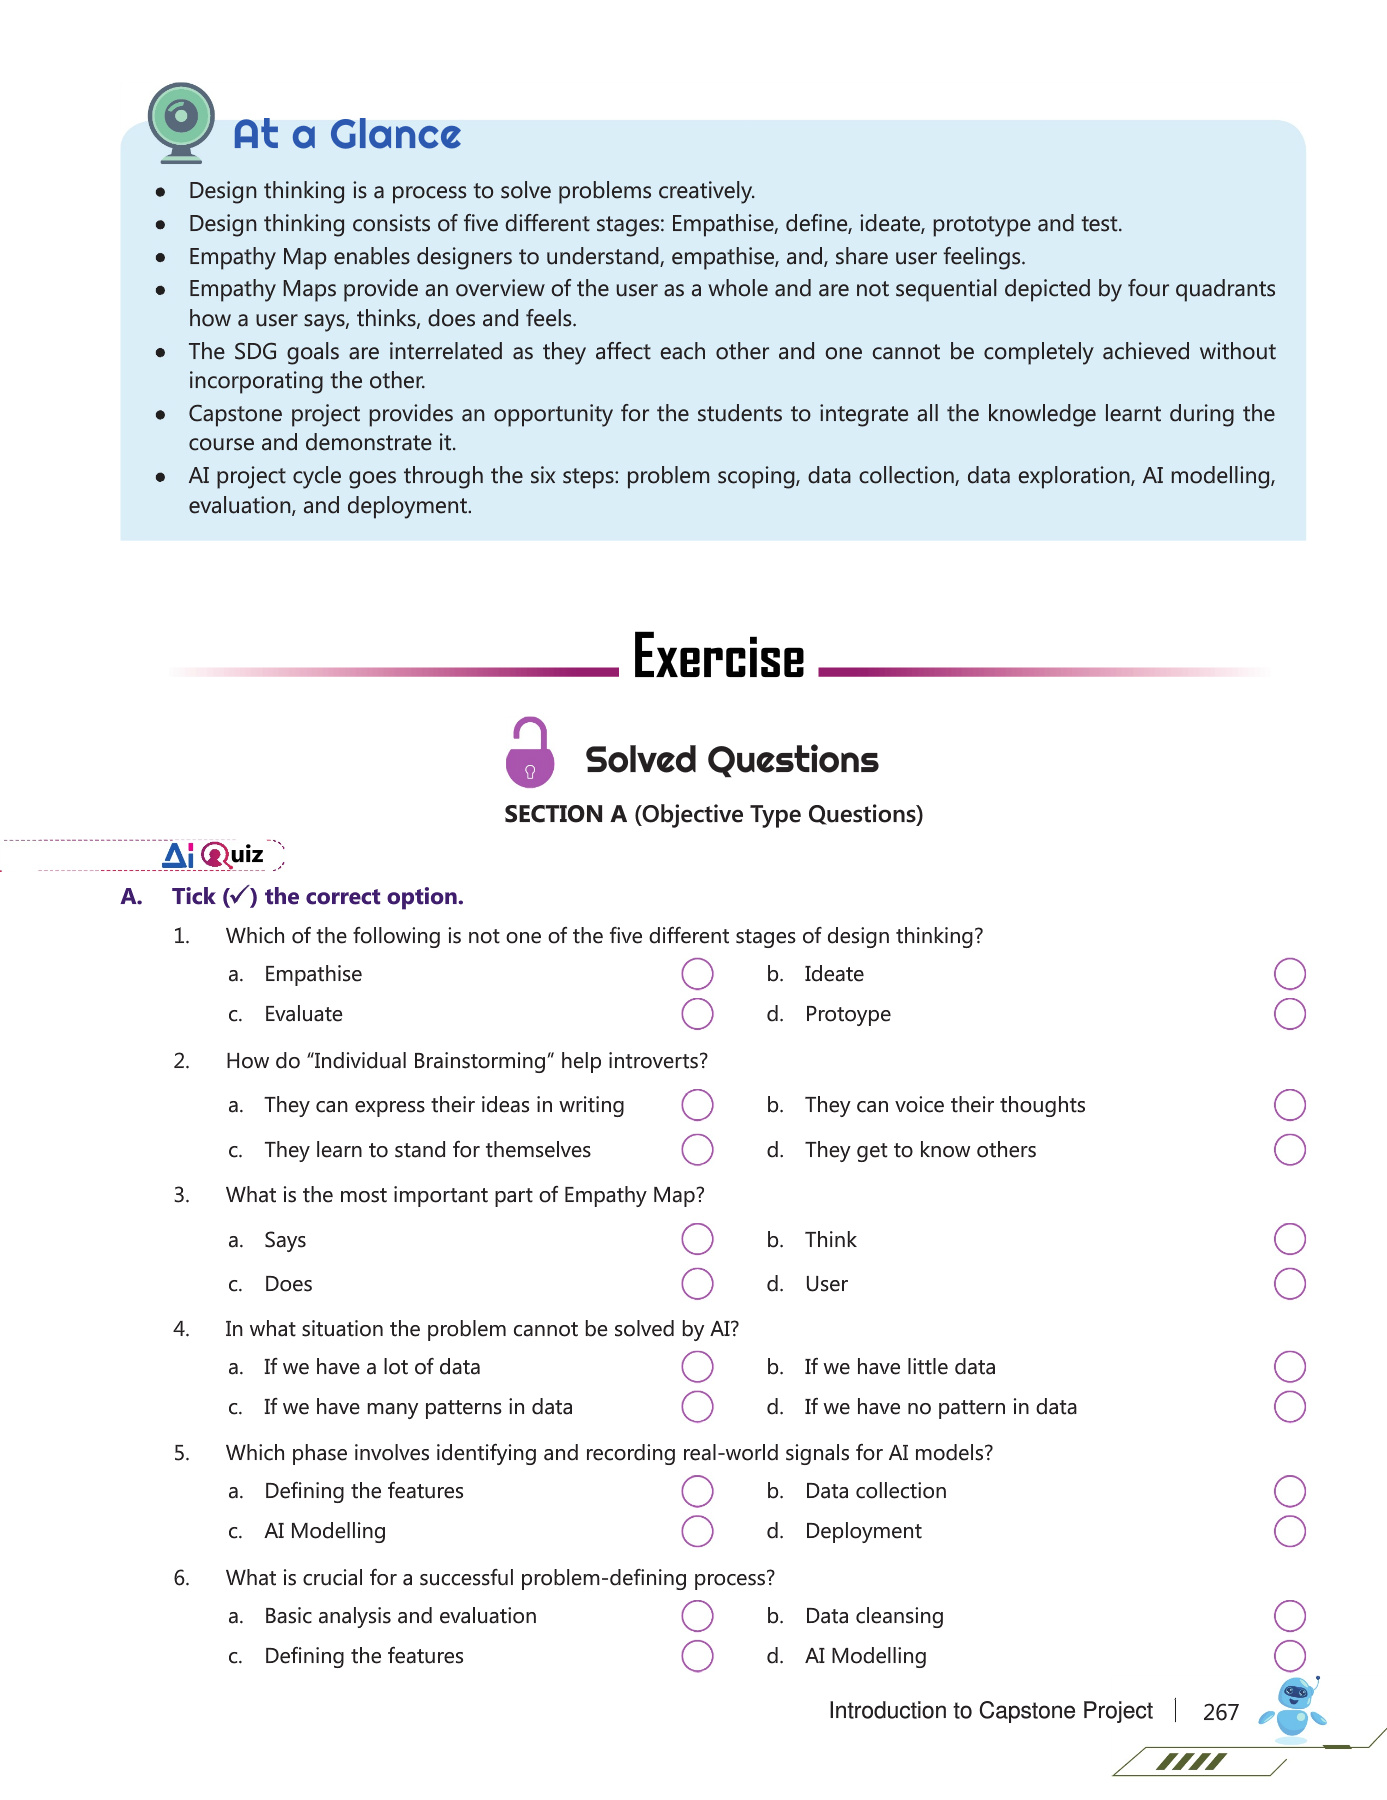 At a Glance
● Design thinking is a process to solve problems creatively.
● Design thinking consists of five different stages: Empathise, define, ideate, prototype and test.
● Empathy Map enables designers to understand, empathise, and, share user feelings.
● Empathy Maps provide an overview of the user as a whole and are not sequential depicted by four quadrants
how a user says, thinks, does and feels.
● The SDG goals are interrelated as they affect each other and one cannot be completely achieved without
incorporating the other.
● Capstone project provides an opportunity for the students to integrate all the knowledge learnt during the
course and demonstrate it.
● AI project cycle goes through the six steps: problem scoping, data collection, data exploration, AI modelling,
evaluation, and deployment.
Exercise
Solved Questions
SECTION A (Objective Type Questions)
Ai Quiz
A. Tick (✓) the correct option.
1. Which of the following is not one of the five different stages of design thinking?
a. Empathise b. Ideate
c. Evaluate d. Protoype
2. How do “Individual Brainstorming” help introverts?
a. They can express their ideas in writing b. They can voice their thoughts
c. They learn to stand for themselves d. They get to know others
3. What is the most important part of Empathy Map?
a. Says b. Think
c. Does d. User
4. In what situation the problem cannot be solved by AI?
a. If we have a lot of data b. If we have little data
c. If we have many patterns in data d. If we have no pattern in data
5. Which phase involves identifying and recording real-world signals for AI models?
a. Defining the features b. Data collection
c. AI Modelling d. Deployment
6. What is crucial for a successful problem-defining process?
a. Basic analysis and evaluation b. Data cleansing
c. Defining the features d. AI Modelling
Introduction to Capstone Project 267